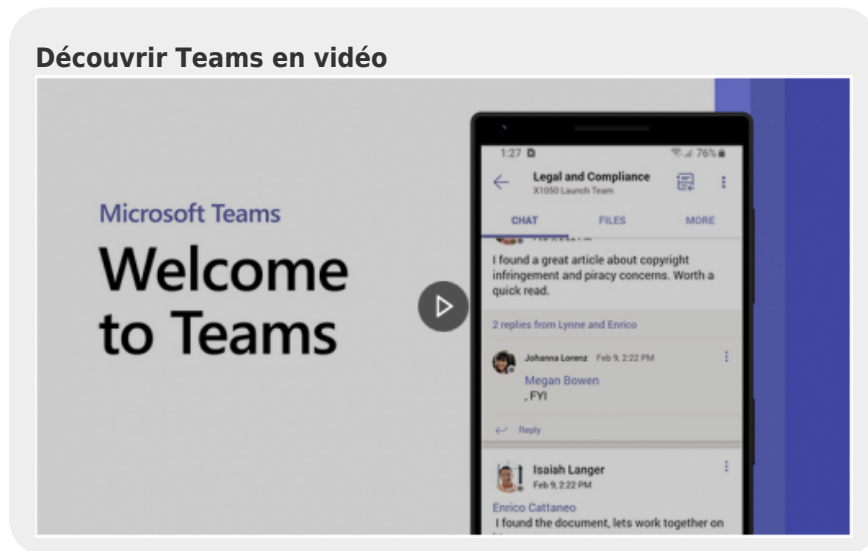 Découvrir Teams en vidéo
Microsoft Teams
Welcome
to Teams
1:27
76%
Legal and Compliance
X1050 Launch Team
CHAT FILES MORE
I found a great article about copyright
infringement and piracy concerns. Worth a
quick read.
2 replies from Lynne and Enrico
Johanna Lorenz Feb 9, 2:22 PM
Megan Bowen
, FYI
Reply
Isaiah Langer
Feb 9, 2:22 PM
Enrico Cattaneo
I found the document, lets work together on